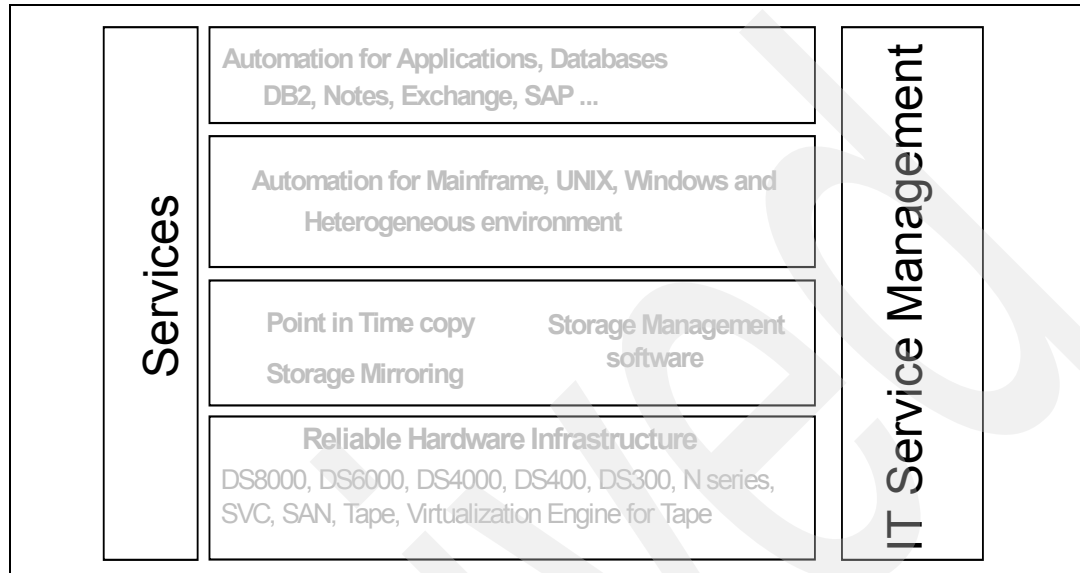 Services
Automation for Applications, Databases
DB2, Notes, Exchange, SAP ...
Automation for Mainframe, UNIX, Windows and
Heterogeneous environment
Point in Time copy
Storage Mirroring
Storage Management
software
Reliable Hardware Infrastructure
DS8000, DS6000, DS4000, DS400, DS300, N series,
SVC, SAN, Tape, Virtualization Engine for Tape
IT Service Management